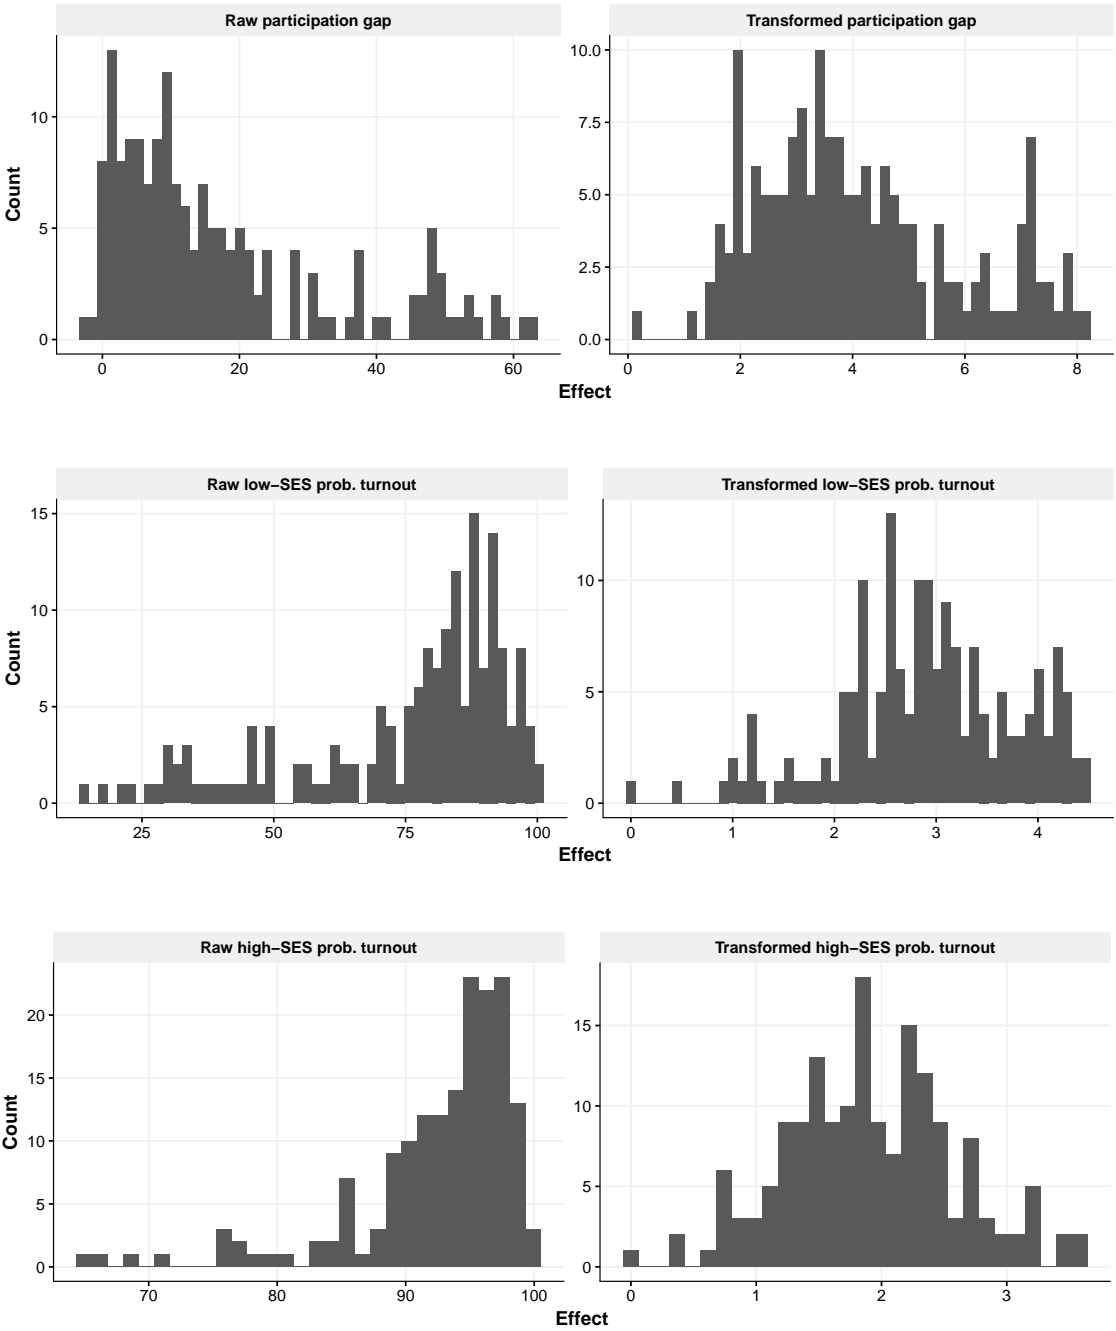 Raw participation gap
Transformed participation gap
Count
10
5
0
0 20 40 60
10.0
7.5
5.0
2.5
0.0
0 2 4 6 8
Effect
Raw low−SES prob. turnout
Transformed low−SES prob. turnout
Count
15
10
5
0
25 50 75 100
10
5
0
0 1 2 3 4
Effect
Raw high−SES prob. turnout
Transformed high−SES prob. turnout
Count
20
15
10
5
0
70 80 90 100
15
10
5
0
0 1 2 3
Effect